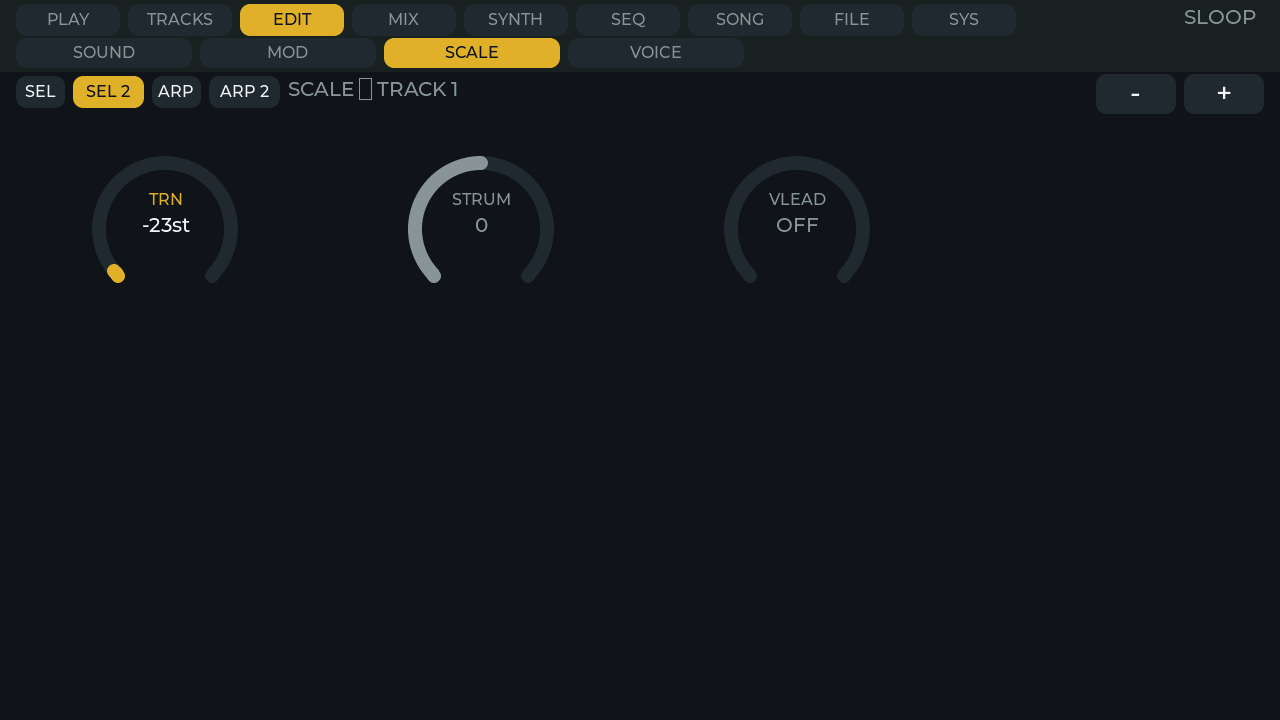 PLAY TRACKS EDIT MIX SYNTH SEQ SONG FILE SYS SLOOP
SOUND MOD SCALE VOICE
SEL SEL 2 ARP ARP 2 SCALE TRACK 1 - +
TRN STRUM VLEAD
-23st 0 OFF